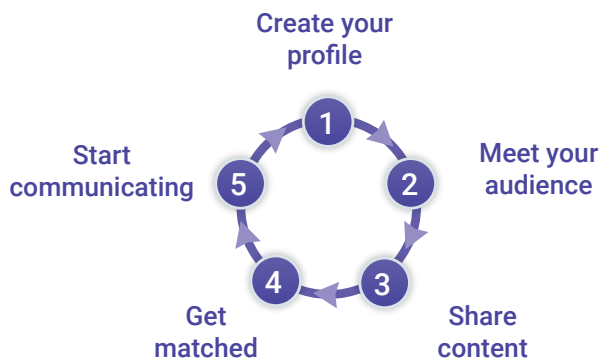 Create your
profile
1
Meet your
audience
2
Share
content
3
Get
matched
4
Start
communicating
5